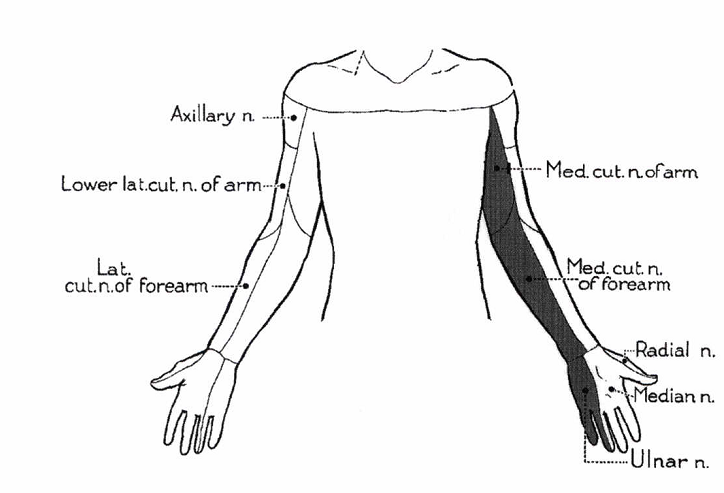 Axillary n.
Lower lat.cut.n.of arm
Lat.
cut.n.of forearm
Med.cut.n.of arm
Med.cut.n.
of forearm
Radial n.
Median n.
Ulnar n.